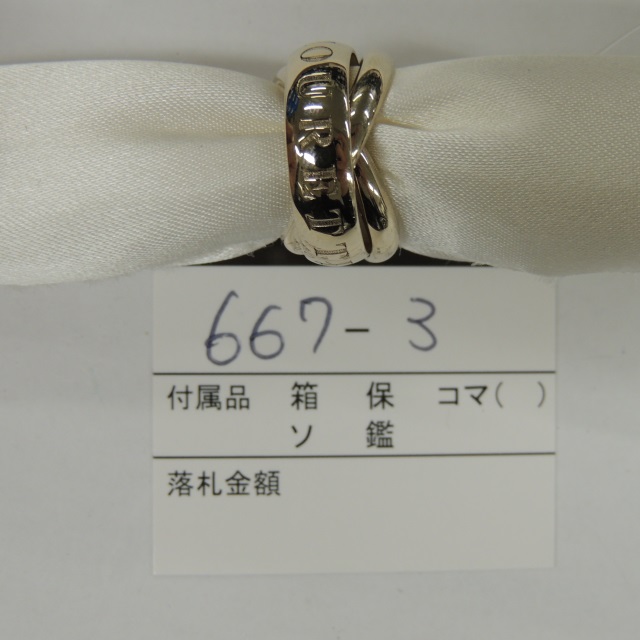 667-3
付属品 箱 保 コマ( )
ソ 鑑
落札金額